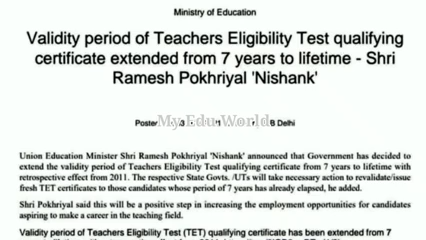 Ministry of Education
Validity period of Teachers Eligibility Test qualifying
certificate extended from 7 years to lifetime - Shri
Ramesh Pokhriyal 'Nishank'
My Edu World
Delhi
Union Education Minister Shri Ramesh Pokhriyal 'Nishank' announced that Government has decided to
extend the validity period of Teachers Eligibility Test qualifying certificate from 7 years to lifetime with
retrospective effect from 2011. The respective State Govts. /UTs will take necessary action to revalidate/issue
fresh TET certificates to those candidates whose period of 7 years has already elapsed, he added.
Shri Pokhriyal said this will be a positive step in increasing the employment opportunities for candidates
aspiring to make a career in the teaching field.
Validity period of Teachers Eligibility Test (TET) qualifying certificate has been extended from 7